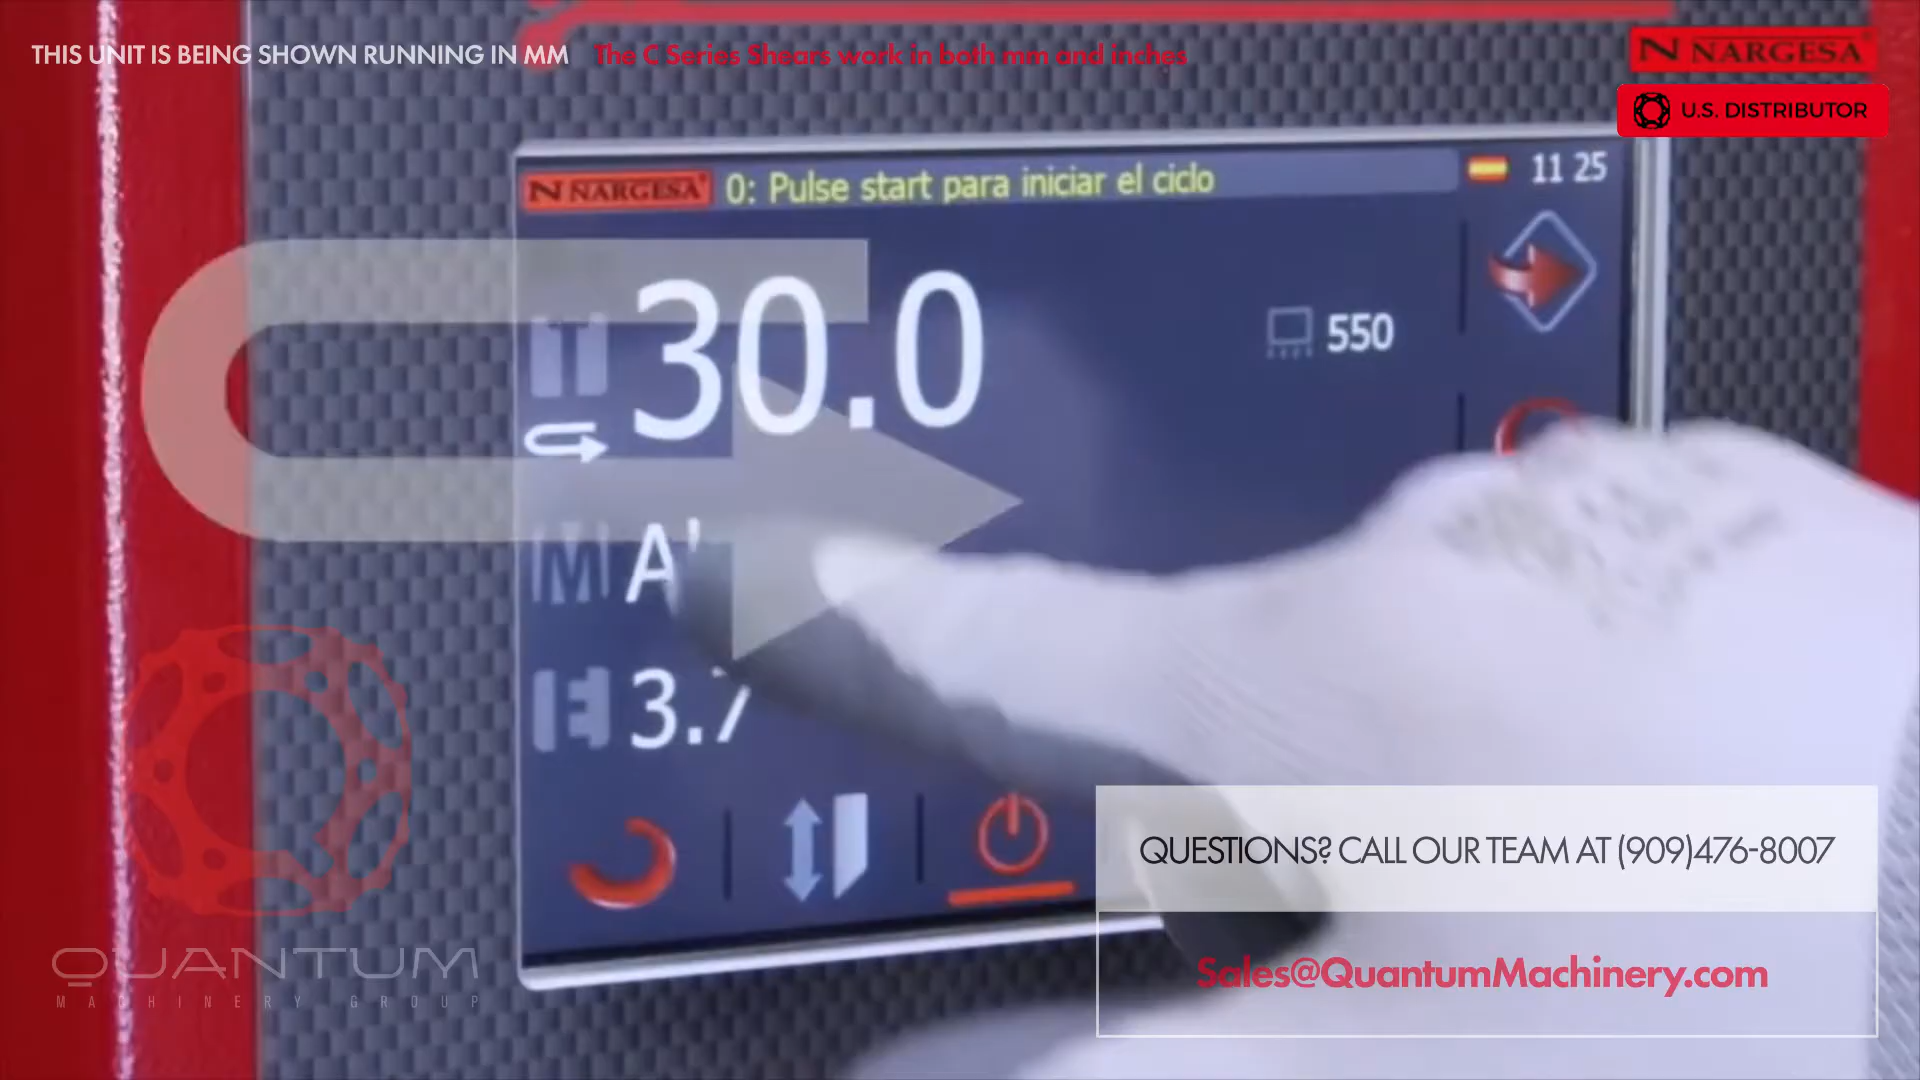 THIS UNIT IS BEING SHOWN RUNNING IN MM The C Series Shears work in both mm and inches
N NARGESA
U.S. DISTRIBUTOR
N NARGESA 0: Pulse start para iniciar el ciclo 11 25
30.0
550
A'
3.7
QUESTIONS? CALL OUR TEAM AT (909)476-8007
Sales@QuantumMachinery.com
QUANTUM
MACHINERY GROUP